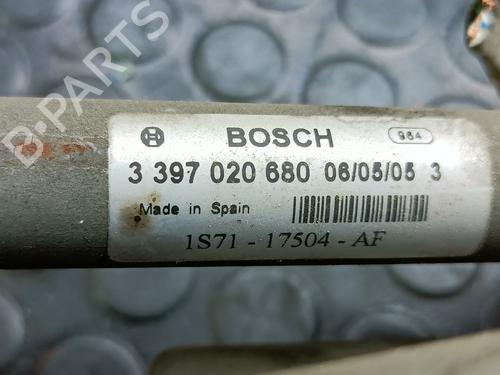 B-PARTS
BOSCH 984
3 397 020 680 06/05/05 3
Made in Spain
1S71 - 17504 - AF